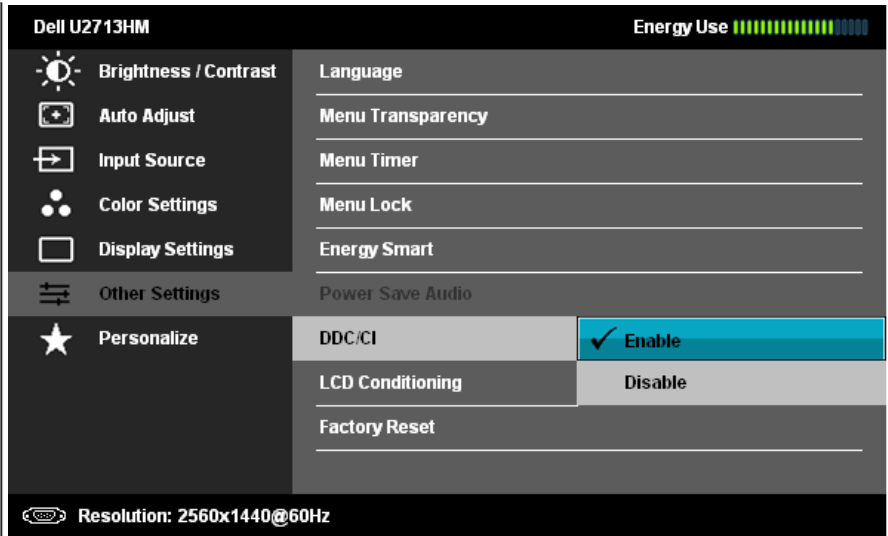 Dell U2713HM
Energy Use
Brightness / Contrast
Auto Adjust
Input Source
Color Settings
Display Settings
Other Settings
Personalize
Language
Menu Transparency
Menu Timer
Menu Lock
Energy Smart
Power Save Audio
DDC/CI
Enable
Disable
LCD Conditioning
Factory Reset
Resolution: 2560x1440@60Hz